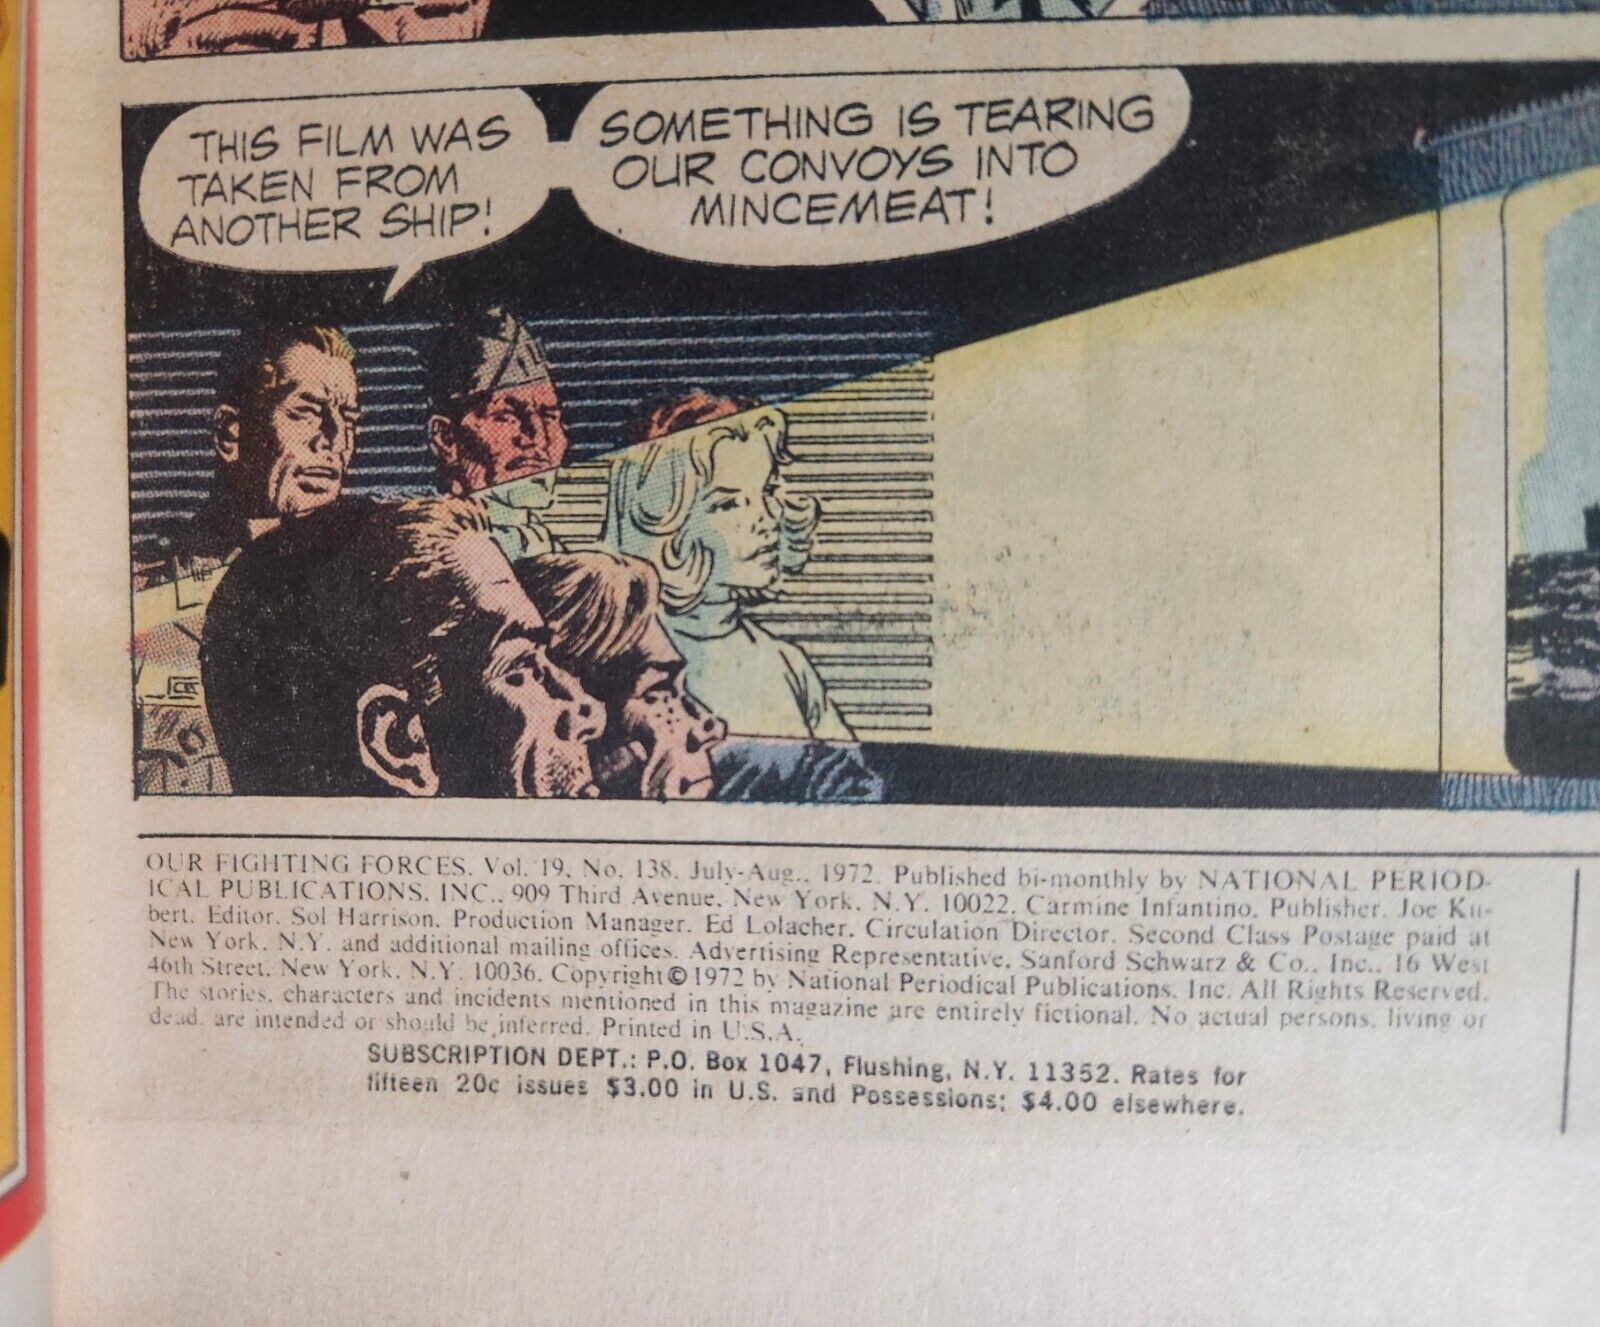 THIS FILM WAS
TAKEN FROM
ANOTHER SHIP!
SOMETHING IS TEARING
OUR CONVOYS INTO
MINCEMEAT!
OUR FIGHTING FORCES, Vol. 19, No. 138, July-Aug., 1972. Published bi-monthly by NATIONAL PERIOD-
ICAL PUBLICATIONS, INC., 909 Third Avenue, New York, N.Y. 10022. Carmine Infantino, Publisher. Joe Ku-
bert, Editor. Sol Harrison, Production Manager. Ed Lolacher, Circulation Director. Second Class Postage paid at
New York, N.Y. and additional mailing offices. Advertising Representative, Sanford Schwarz & Co., Inc., 16 West
46th Street, New York, N.Y. 10036. Copyright © 1972 by National Periodical Publications, Inc. All Rights Reserved.
The stories, characters and incidents mentioned in this magazine are entirely fictional. No actual persons, living or
dead, are intended or should be inferred. Printed in U.S.A.
SUBSCRIPTION DEPT.: P.O. Box 1047, Flushing, N.Y. 11352. Rates for
fifteen 20c issues $3.00 in U.S. and Possessions; $4.00 elsewhere.